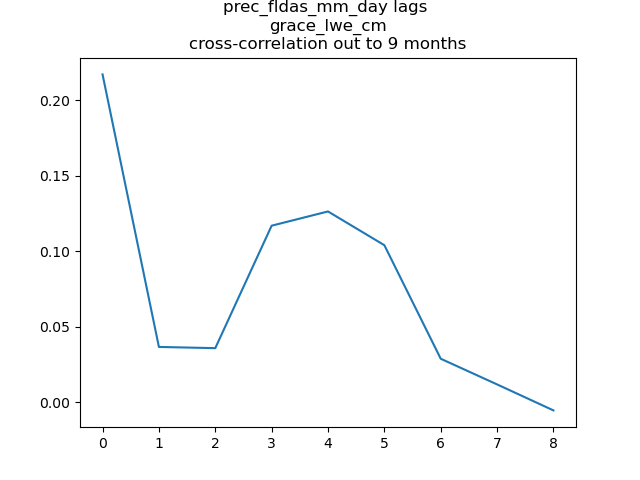 prec_fldas_mm_day lags
grace_lwe_cm
cross-correlation out to 9 months
0.20
0.15
0.10
0.05
0.00
0 1 2 3 4 5 6 7 8